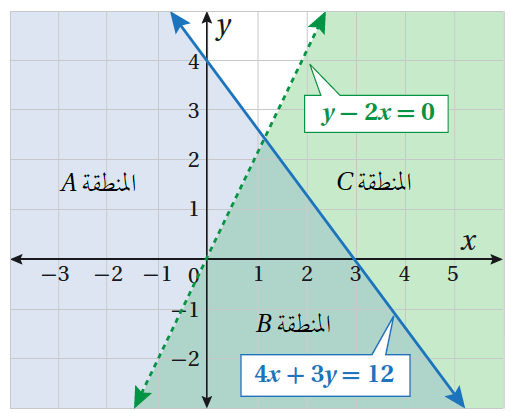 y
4
3
2
1
y − 2x = 0
المنطقة A
المنطقة C
x
−3 −2 −1 0 1 2 3 4 5
−1
المنطقة B
−2
4x + 3y = 12